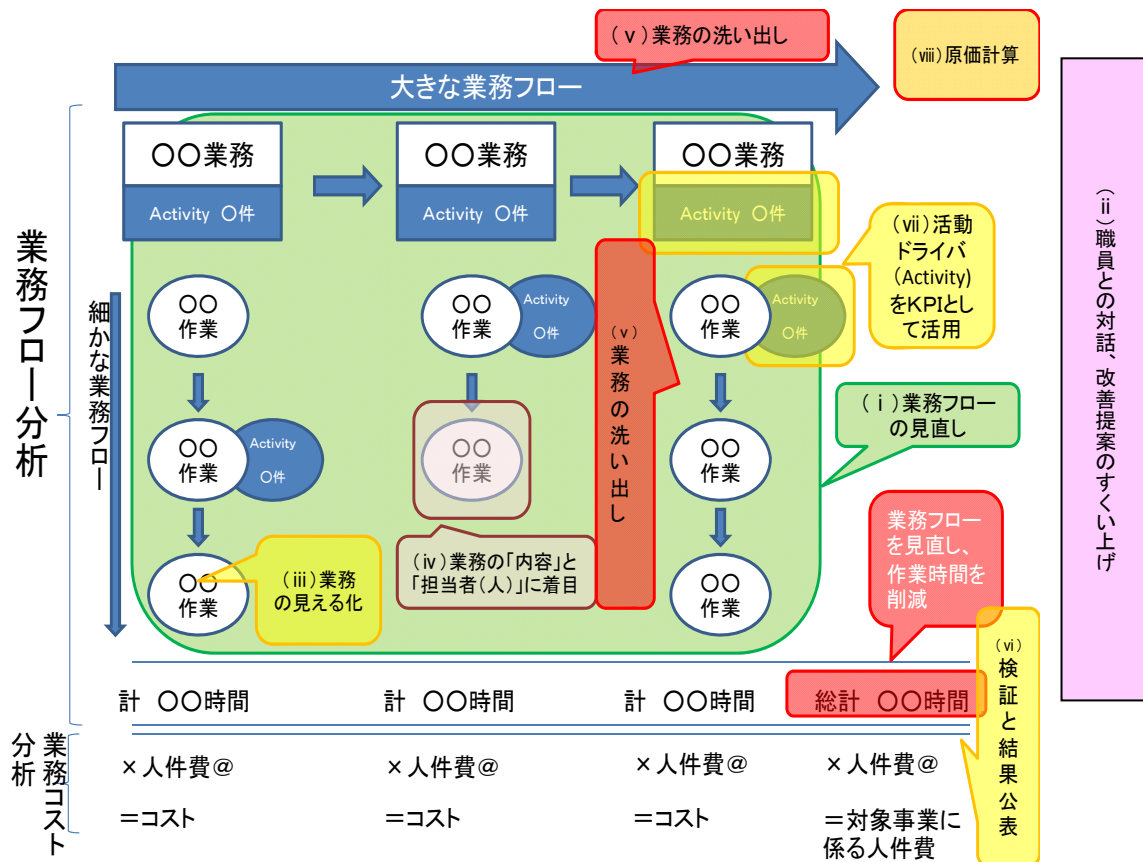 (ⅴ)業務の洗い出し
(ⅷ)原価計算
大きな業務フロー
〇〇業務
Activity 〇件
〇〇業務
Activity 〇件
〇〇業務
Activity 〇件
(ⅶ)活動
ドライバ
(Activity)
をKPIとし
て活用
業務フロー分析
細かな業務フロー
〇〇
作業
〇〇
作業
Activity
〇件
〇〇
作業
Activity
〇件
(ⅴ)
業務の洗い出し
(ⅰ)業務フロー
の見直し
〇〇
作業
Activity
〇件
〇〇
作業
〇〇
作業
〇〇
作業
(ⅲ)業務
の見える化
(ⅳ)業務の「内容」と
「担当者(人)」に着目
〇〇
作業
業務フロー
を見直し、
作業時間を
削減
(ⅱ)職員との対話、改善提案のすくい上げ
計 〇〇時間
計 〇〇時間
計 〇〇時間
総計 〇〇時間
(ⅵ)
検証と結果公表
業務コスト
分析
×人件費@
×人件費@
×人件費@
×人件費@
=コスト
=コスト
=コスト
=対象事業に
係る人件費